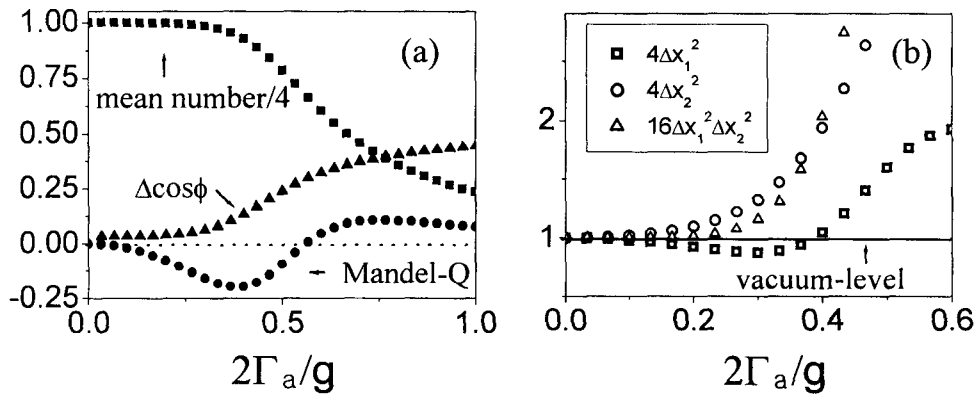 1.00
(a)
mean number/4
0.75
0.50
Δcosϕ
0.25
0.00
Mandel-Q
-0.25
0.0
0.5
1.0
2Γa/g
(b)
4Δx₁²
4Δx₂²
16Δx₁²Δx₂²
2
1
vacuum-level
0.0
0.2
0.4
0.6
2Γa/g